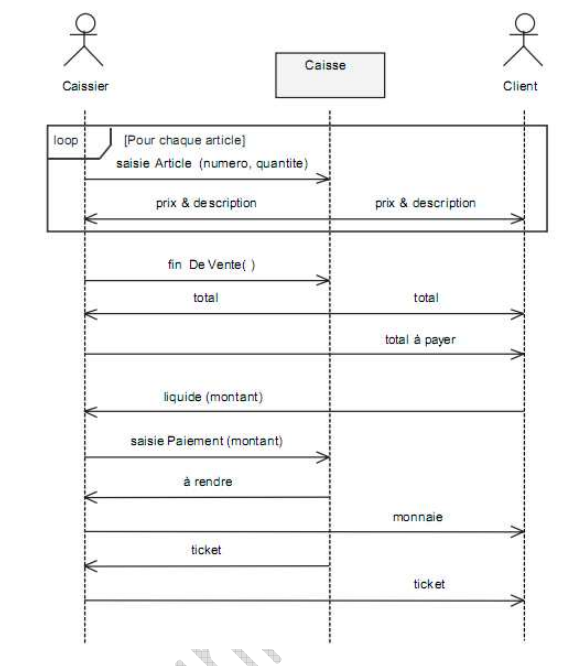 Caisse
Caissier
Client
loop
[Pour chaque article]
saisie Article (numero, quantite)
prix & description
prix & description
fin De Vente( )
total
total
total à payer
liquide (montant)
saisie Paiement (montant)
à rendre
monnaie
ticket
ticket